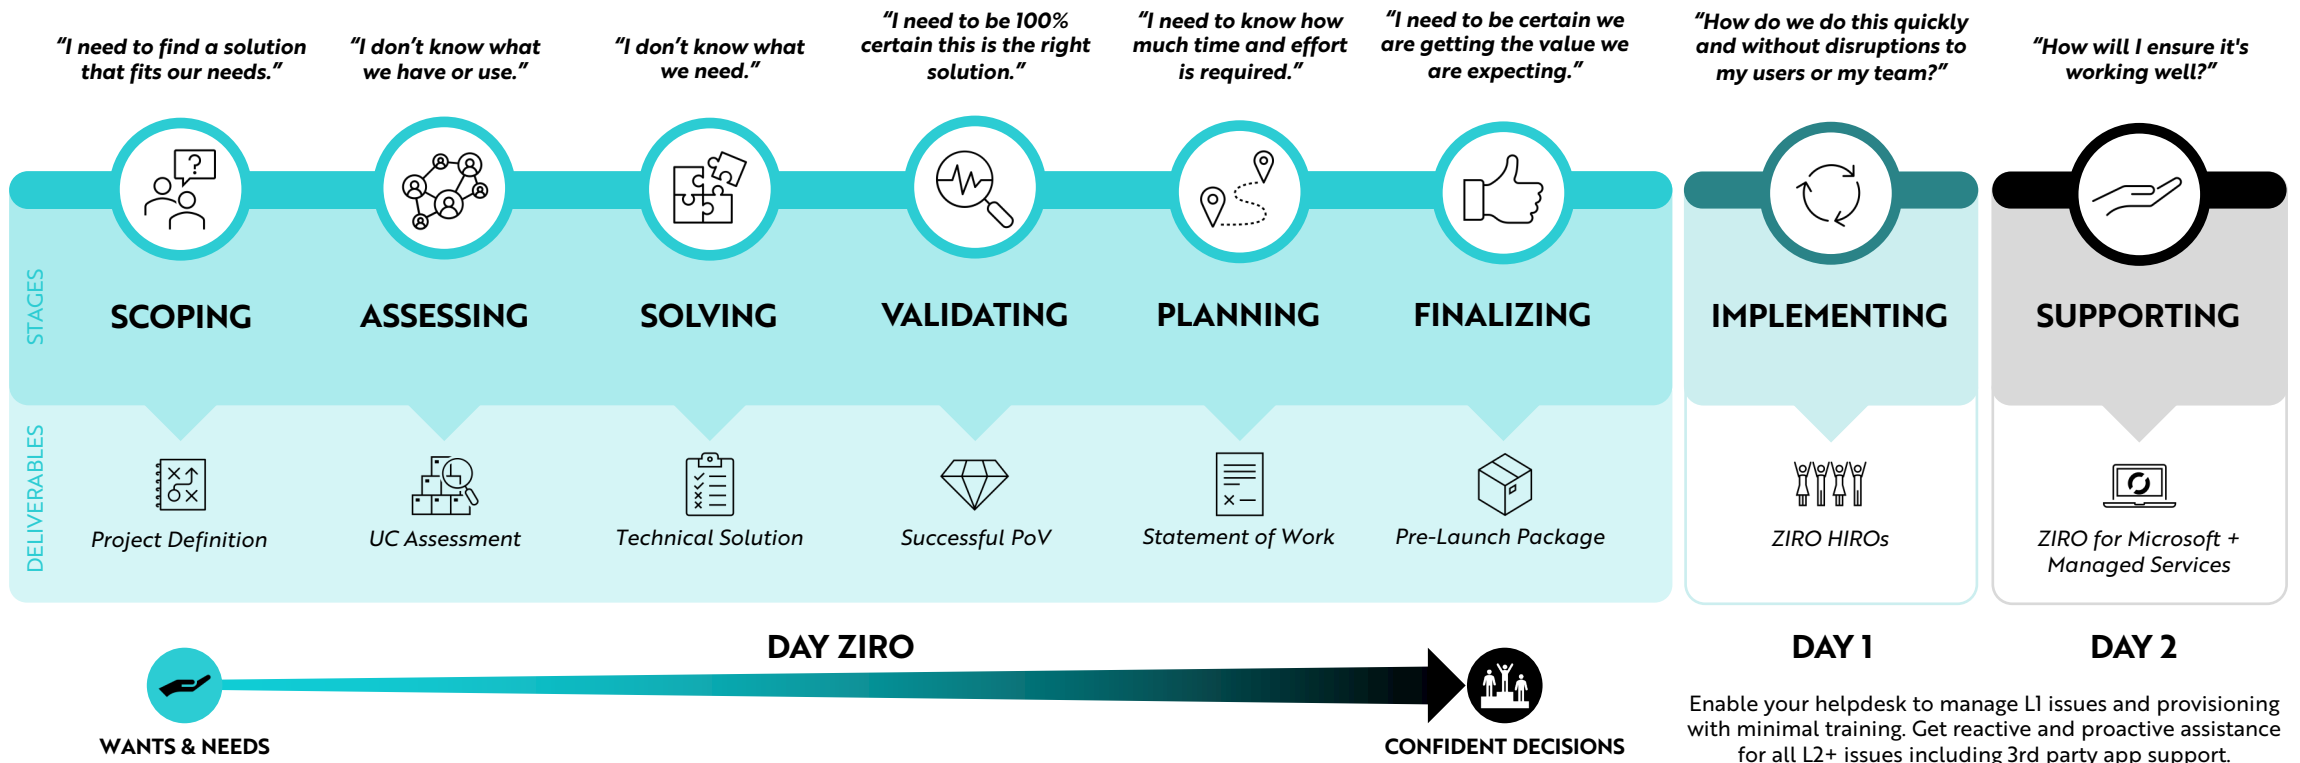 “I need to find a solution
that fits our needs.”
“I don’t know what
we have or use.”
“I don’t know what
we need.”
“I need to be 100%
certain this is the right
solution.”
“I need to know how
much time and effort
is required.”
“I need to be certain we
are getting the value we
are expecting.”
“How do we do this quickly
and without disruptions to
my users or my team?”
“How will I ensure it's
working well?”
?
STAGES
SCOPING
ASSESSING
SOLVING
VALIDATING
PLANNING
FINALIZING
IMPLEMENTING
SUPPORTING
DELIVERABLES
Project Definition
UC Assessment
Technical Solution
Successful PoV
Statement of Work
Pre-Launch Package
ZIRO HIROs
ZIRO for Microsoft +
Managed Services
DAY ZIRO
WANTS & NEEDS
CONFIDENT DECISIONS
DAY 1
DAY 2
Enable your helpdesk to manage L1 issues and provisioning
with minimal training. Get reactive and proactive assistance
for all L2+ issues including 3rd party app support.